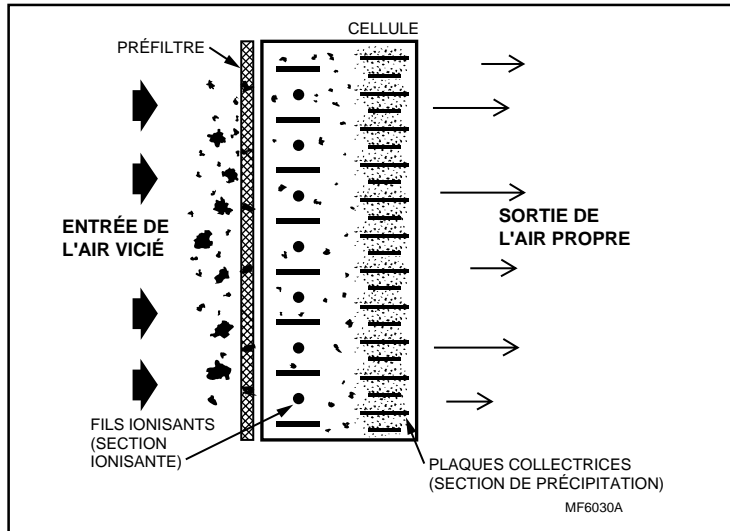 CELLULE
PRÉFILTRE
ENTRÉE DE
L'AIR VICIÉ
SORTIE DE
L'AIR PROPRE
FILS IONISANTS
(SECTION
IONISANTE)
PLAQUES COLLECTRICES
(SECTION DE PRÉCIPITATION)
MF6030A